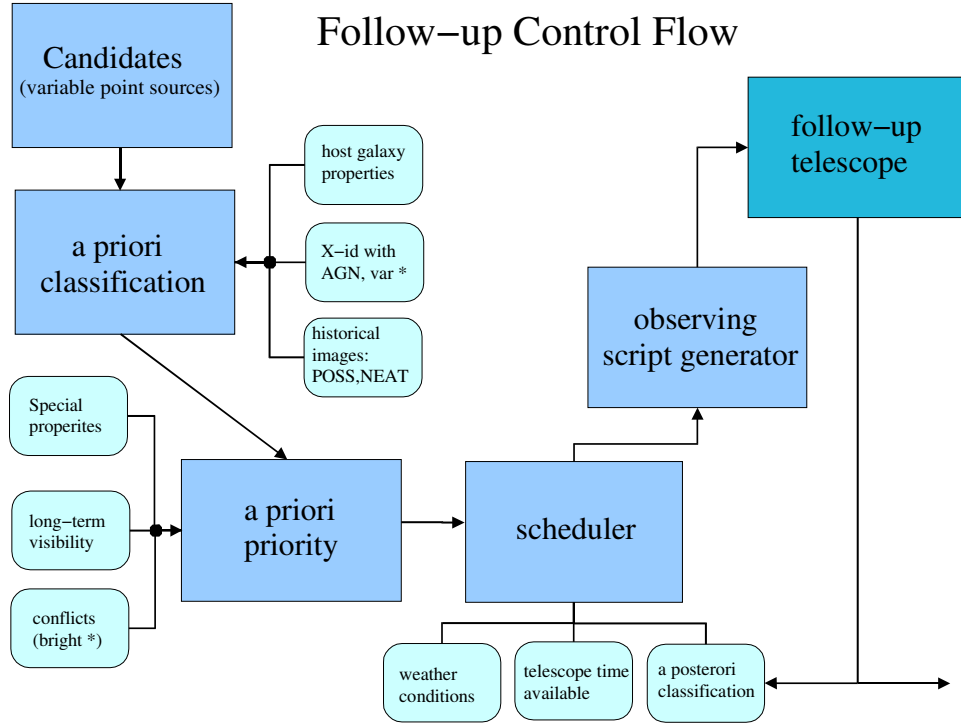 Follow−up Control Flow
Candidates
(variable point sources)
follow−up
telescope
host galaxy
properties
a priori
classification
X−id with
AGN, var *
historical
images:
POSS,NEAT
observing
script generator
Special
properites
long−term
visibility
conflicts
(bright *)
a priori
priority
scheduler
weather
conditions
telescope time
available
a posterori
classification